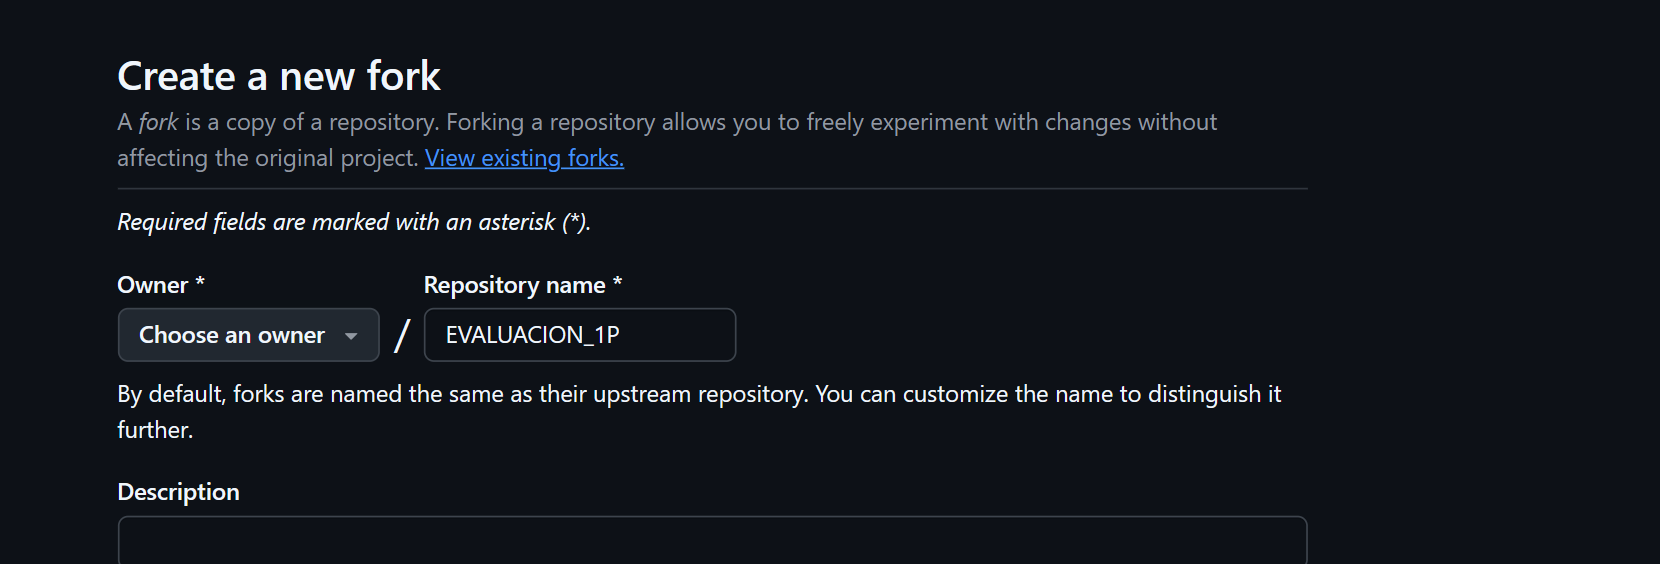 Create a new fork
A fork is a copy of a repository. Forking a repository allows you to freely experiment with changes without
affecting the original project. View existing forks.
Required fields are marked with an asterisk (*).
Owner * Repository name *
Choose an owner / EVALUACION_1P
By default, forks are named the same as their upstream repository. You can customize the name to distinguish it
further.
Description